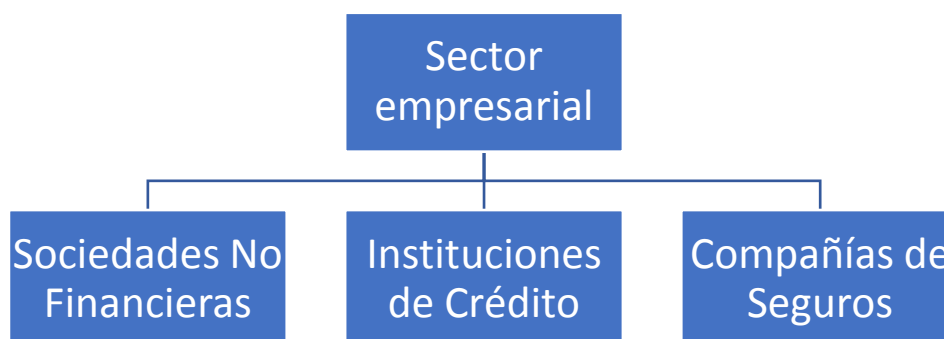 Sector
empresarial
Sociedades No
Financieras
Instituciones
de Crédito
Compañías de
Seguros